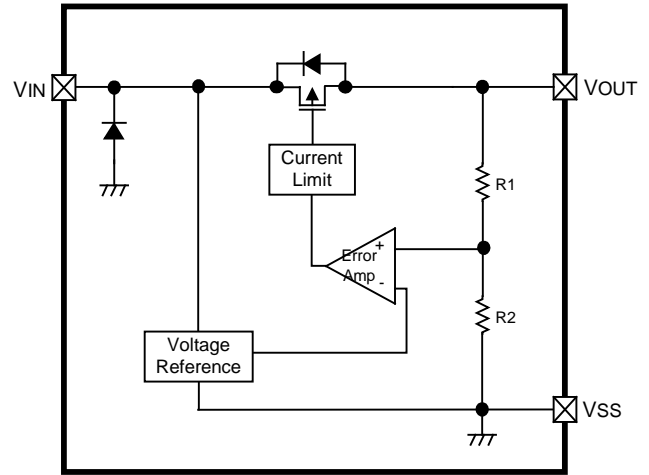 VIN
VOUT
Current
Limit
R1
Error
Amp
+
-
R2
Voltage
Reference
VSS